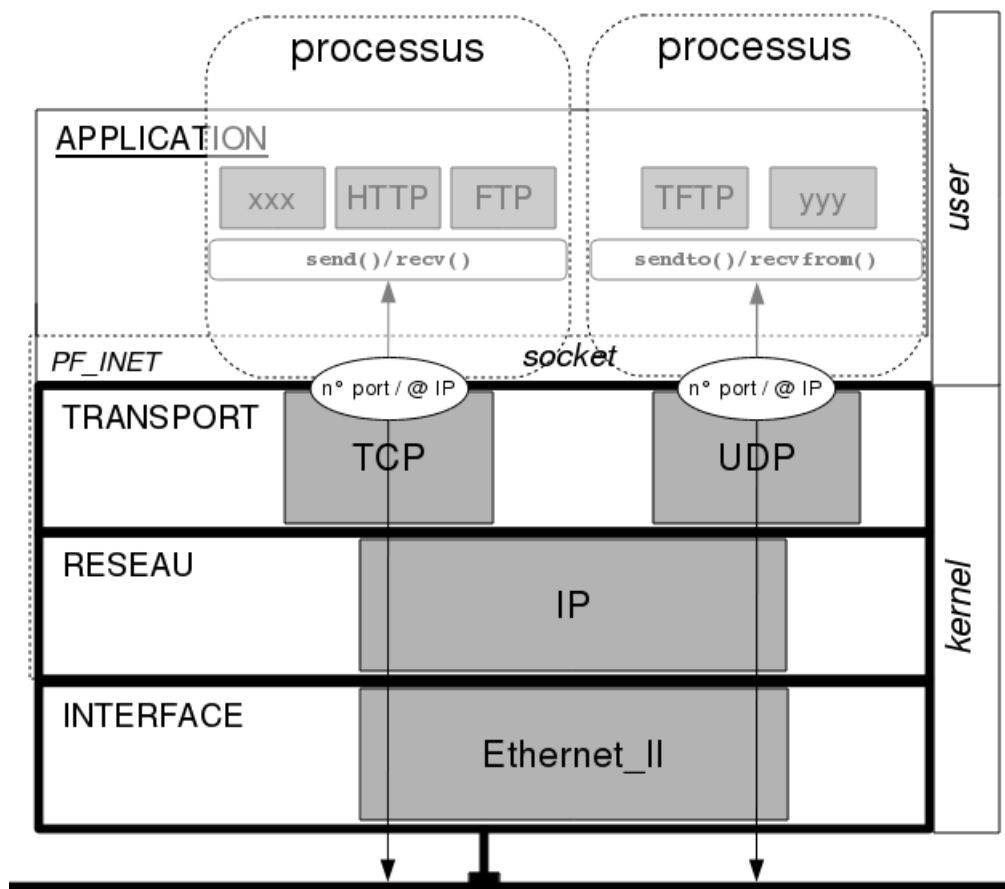 processus
processus
APPLICATION
xxx
HTTP
FTP
TFTP
yyy
send()/recv()
sendto()/recvfrom()
user
PF_INET
socket
n° port / @ IP
n° port / @ IP
TRANSPORT
TCP
UDP
RESEAU
IP
kernel
INTERFACE
Ethernet_II